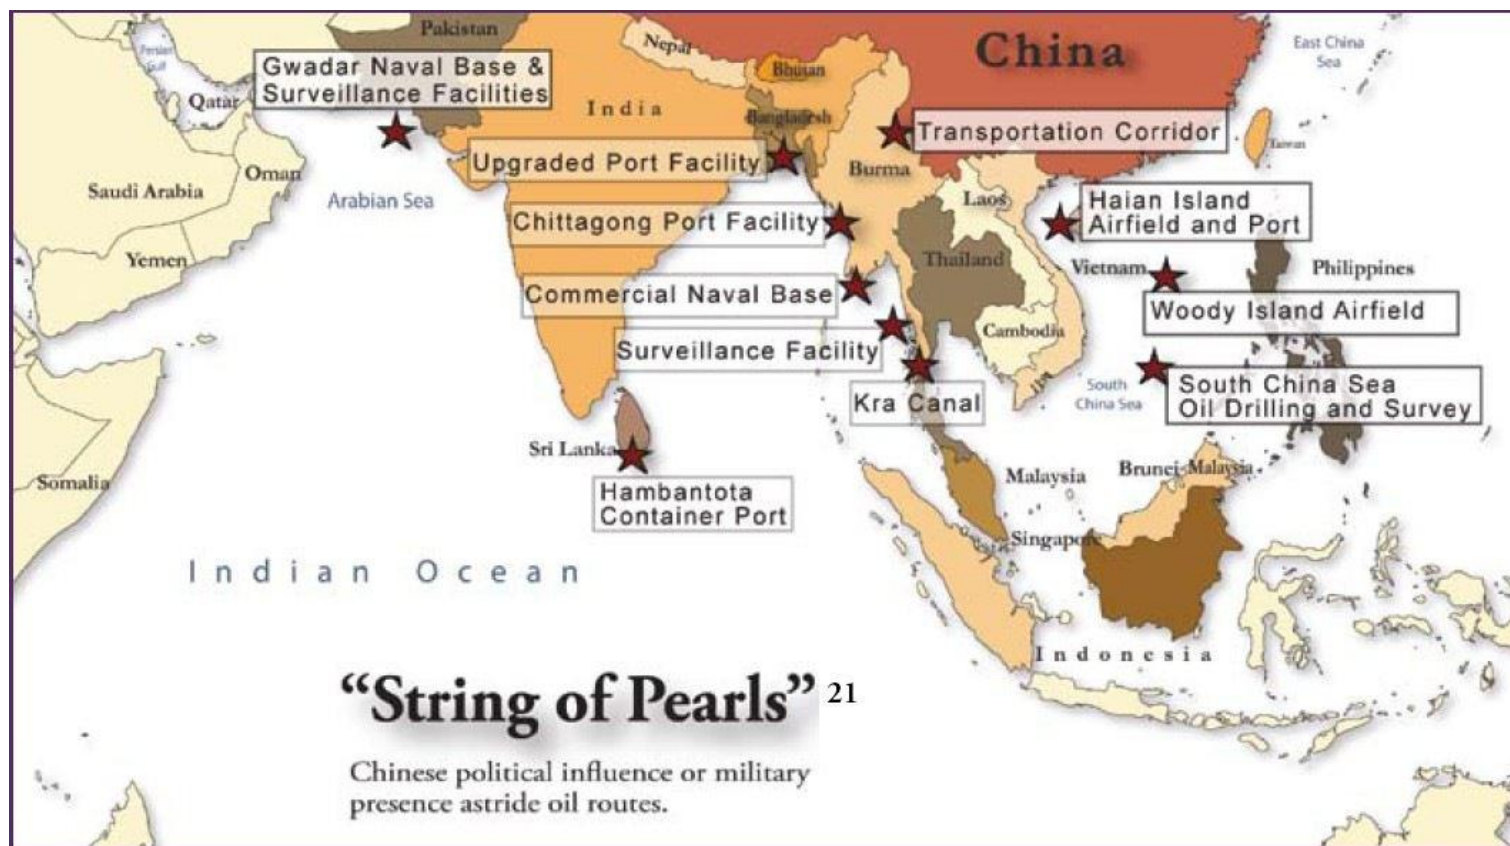 Pakistan
Nepal
China
East China
Sea
Persian
Gulf
Gwadar Naval Base &
Surveillance Facilities
Bhutan
Qatar
India
Bangladesh
Transportation Corridor
Taiwan
Upgraded Port Facility
Burma
Oman
Saudi Arabia
Arabian Sea
Laos
Haian Island
Airfield and Port
Chittagong Port Facility
Yemen
Thailand
Vietnam
Philippines
Commercial Naval Base
Woody Island Airfield
Cambodia
Surveillance Facility
South
China Sea
South China Sea
Oil Drilling and Survey
Kra Canal
Sri Lanka
Somalia
Malaysia
Brunei
Malaysia
Hambantota
Container Port
Singapore
Indian Ocean
Indonesia
“String of Pearls” 21
Chinese political influence or military
presence astride oil routes.